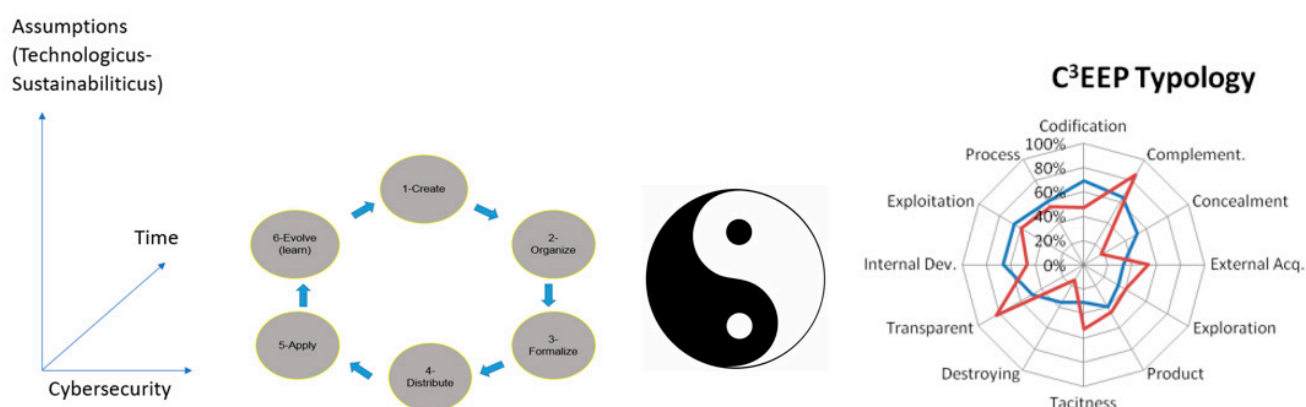 Assumptions
(Technologicus-
Sustainabiliticus)
Time
Cybersecurity
1-Create
2-
Organize
3-
Formalize
4-
Distribute
5-Apply
6-Evolve
(learn)
C³EEP Typology
Codification
100%
80%
60%
40%
20%
0%
Complement.
Concealment
External Acq.
Exploration
Product
Tacitness
Destroying
Transparent
Internal Dev.
Exploitation
Process